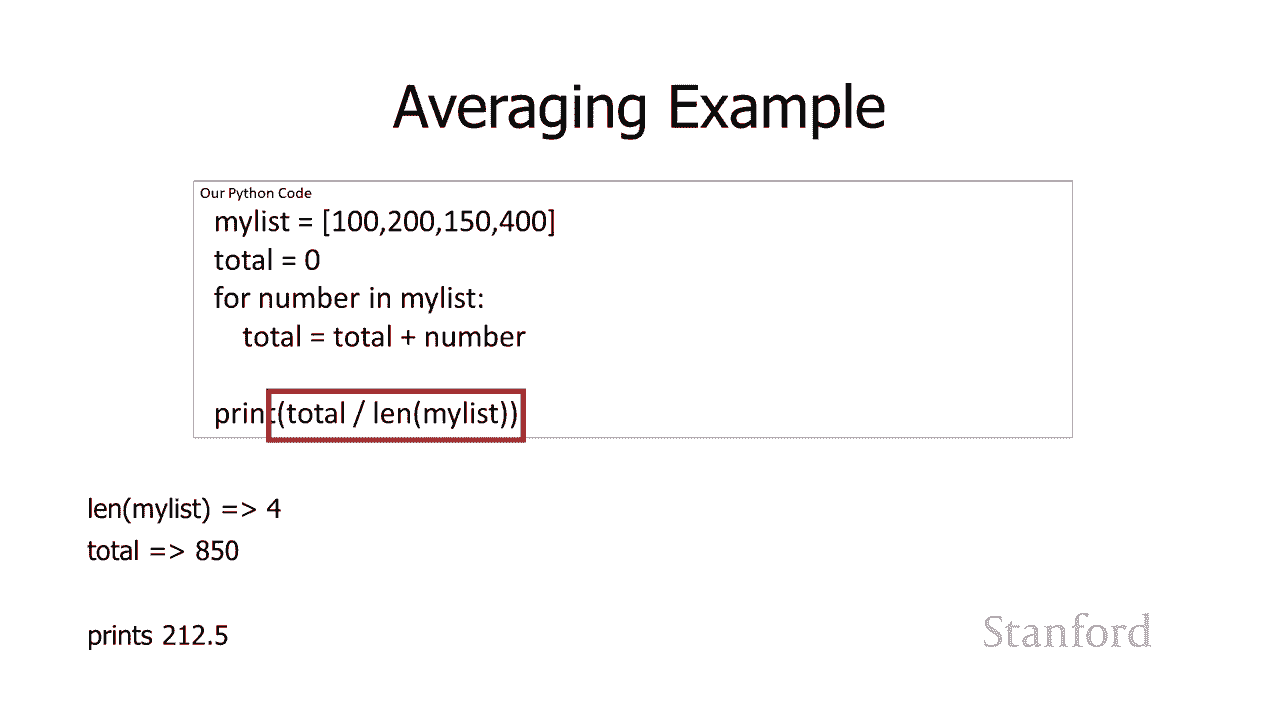 Averaging Example
Our Python Code
mylist = [100,200,150,400]
total = 0
for number in mylist:
total = total + number
print(total / len(mylist))
len(mylist) => 4
total => 850
prints 212.5
Stanford